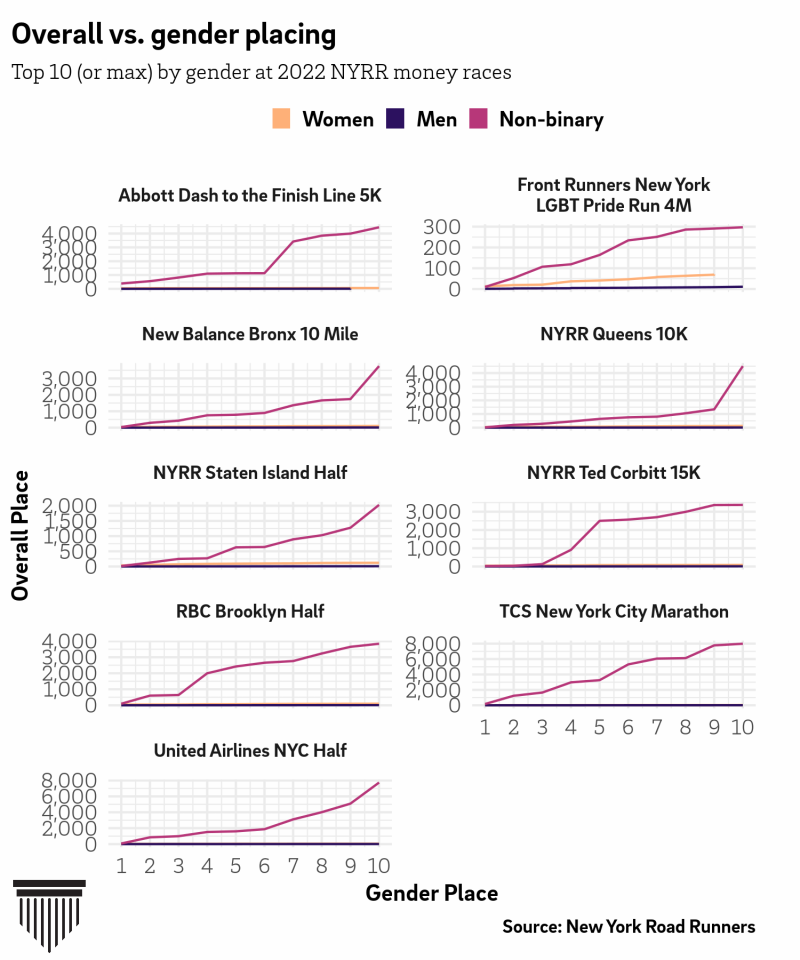 Overall vs. gender placing
Top 10 (or max) by gender at 2022 NYRR money races
Women Men Non-binary
Abbott Dash to the Finish Line 5K
4,000
3,000
2,000
1,000
0
Front Runners New York
LGBT Pride Run 4M
300
200
100
0
New Balance Bronx 10 Mile
3,000
2,000
1,000
0
NYRR Queens 10K
4,000
3,000
2,000
1,000
0
NYRR Staten Island Half
2,000
1,500
1,000
500
0
NYRR Ted Corbitt 15K
3,000
2,000
1,000
0
RBC Brooklyn Half
4,000
3,000
2,000
1,000
0
TCS New York City Marathon
8,000
6,000
4,000
2,000
0
1 2 3 4 5 6 7 8 9 10
United Airlines NYC Half
8,000
6,000
4,000
2,000
0
1 2 3 4 5 6 7 8 9 10
Overall Place
Gender Place
Source: New York Road Runners